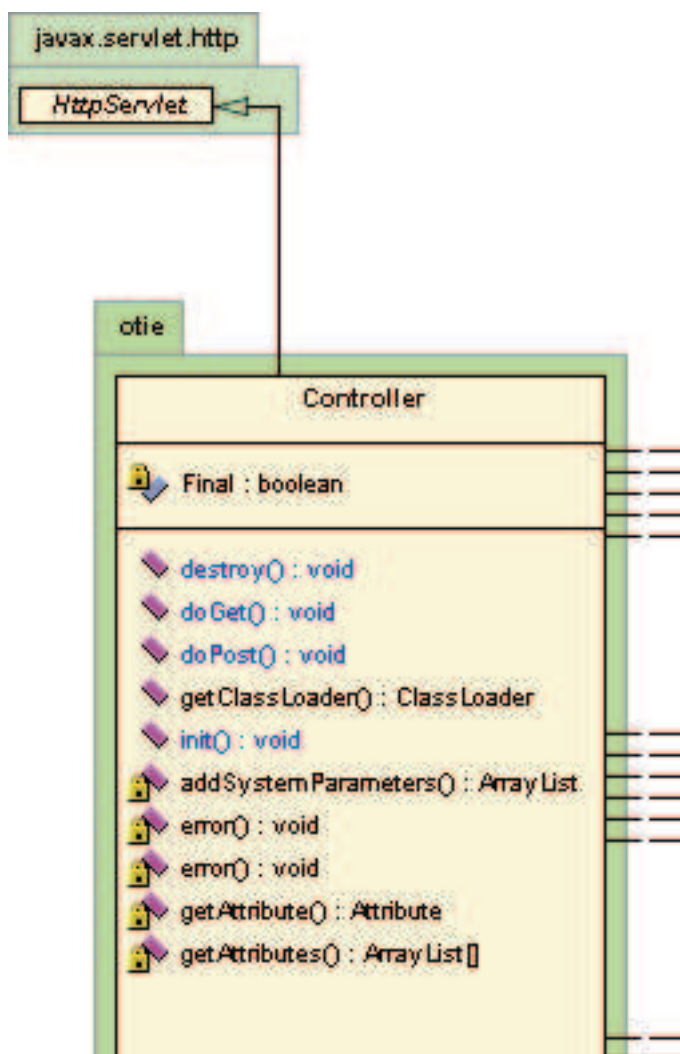 javax.servlet.http
HttpServlet
otie
Controller
Final : boolean
destroy() : void
doGet() : void
doPost() : void
getClassLoader() : ClassLoader
init() : void
addSystemParameters() : ArrayList
error() : void
error() : void
getAttribute() : Attribute
getAttributes() : ArrayList[]